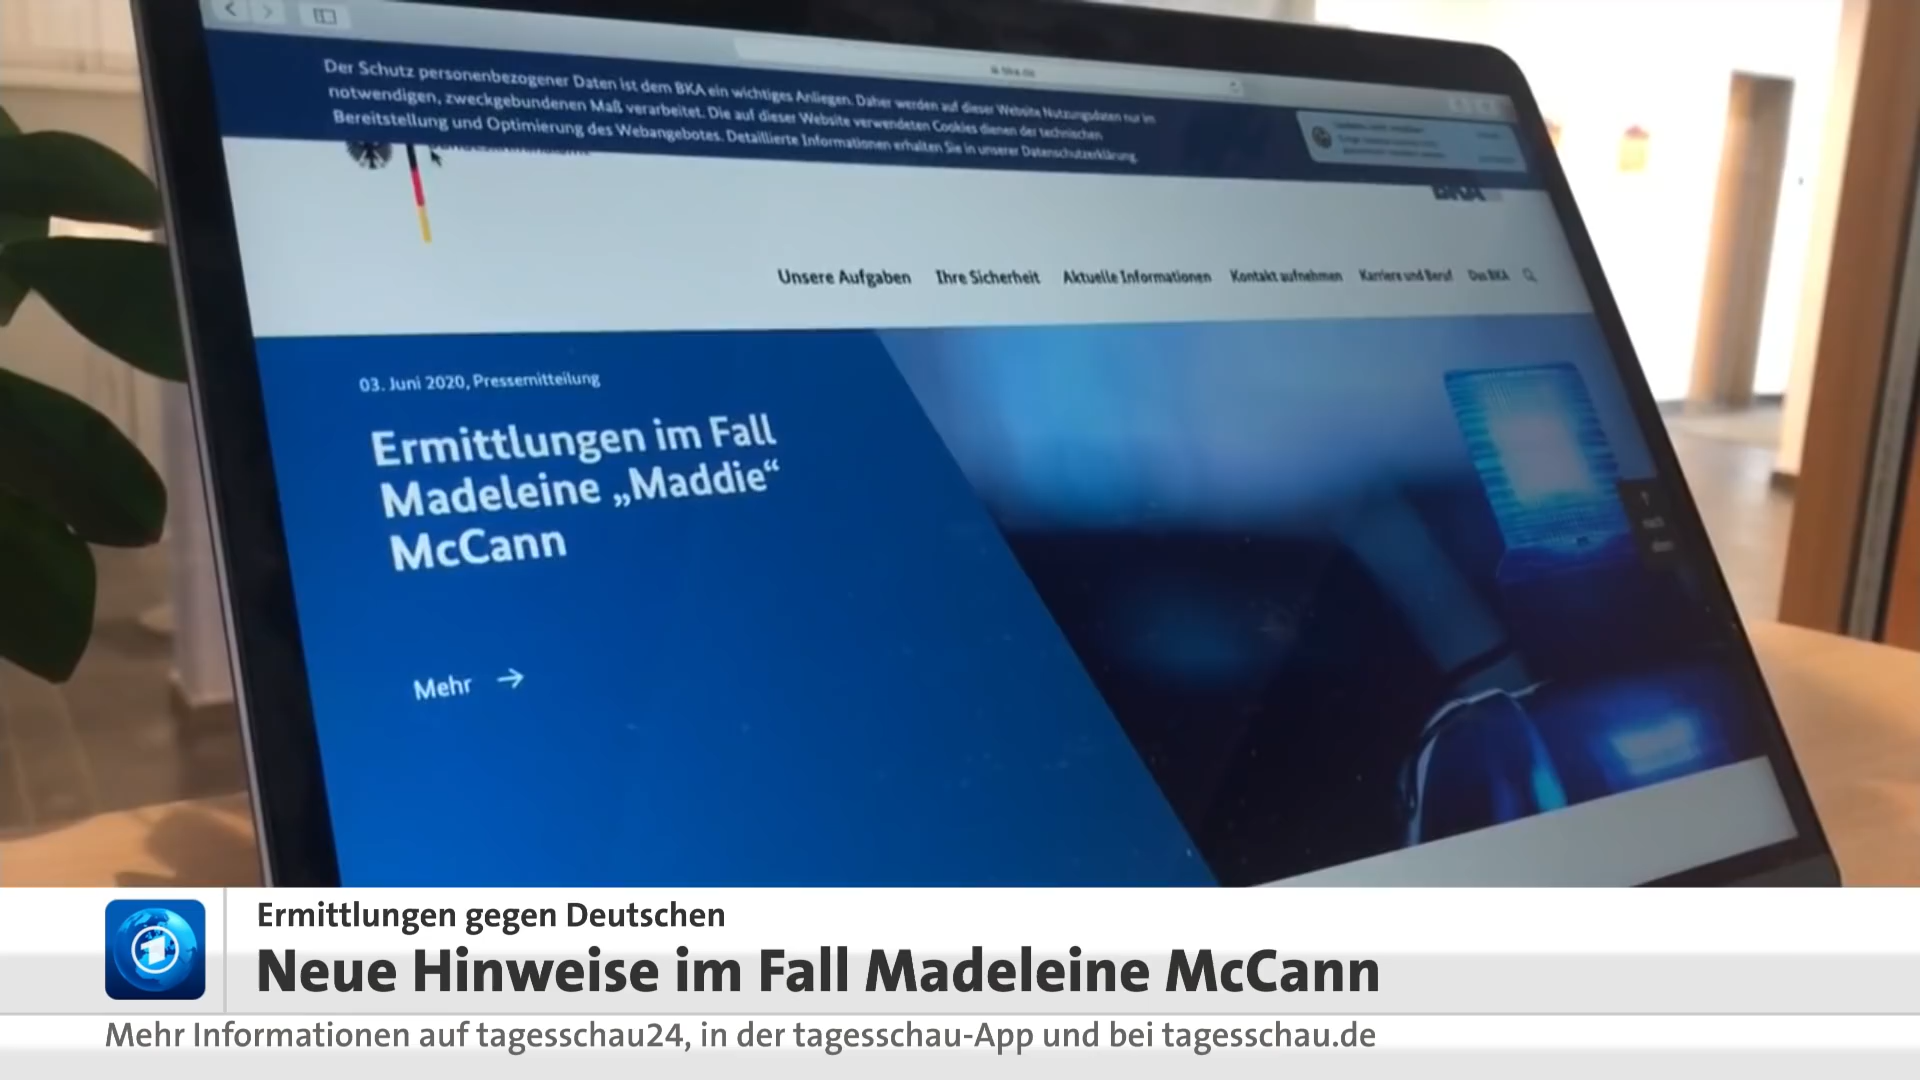 Der Schutz personenbezogener Daten ist dem BKA ein wichtiges Anliegen. Daher werden auf dieser Website Nutzungsdaten nur im
notwendigen, zweckgebundenen Maß verarbeitet. Die auf dieser Website verwendeten Cookies dienen der technischen
Bereitstellung und Optimierung des Webangebotes. Detaillierte Informationen erhalten Sie in unserer Datenschutzerklärung.
BKA
Unsere Aufgaben Ihre Sicherheit Aktuelle Informationen Kontakt aufnehmen Karriere und Beruf Das BKA
03. Juni 2020, Pressemitteilung
Ermittlungen im Fall
Madeleine „Maddie“
McCann
Mehr →
1
Ermittlungen gegen Deutschen
Neue Hinweise im Fall Madeleine McCann
Mehr Informationen auf tagesschau24, in der tagesschau-App und bei tagesschau.de